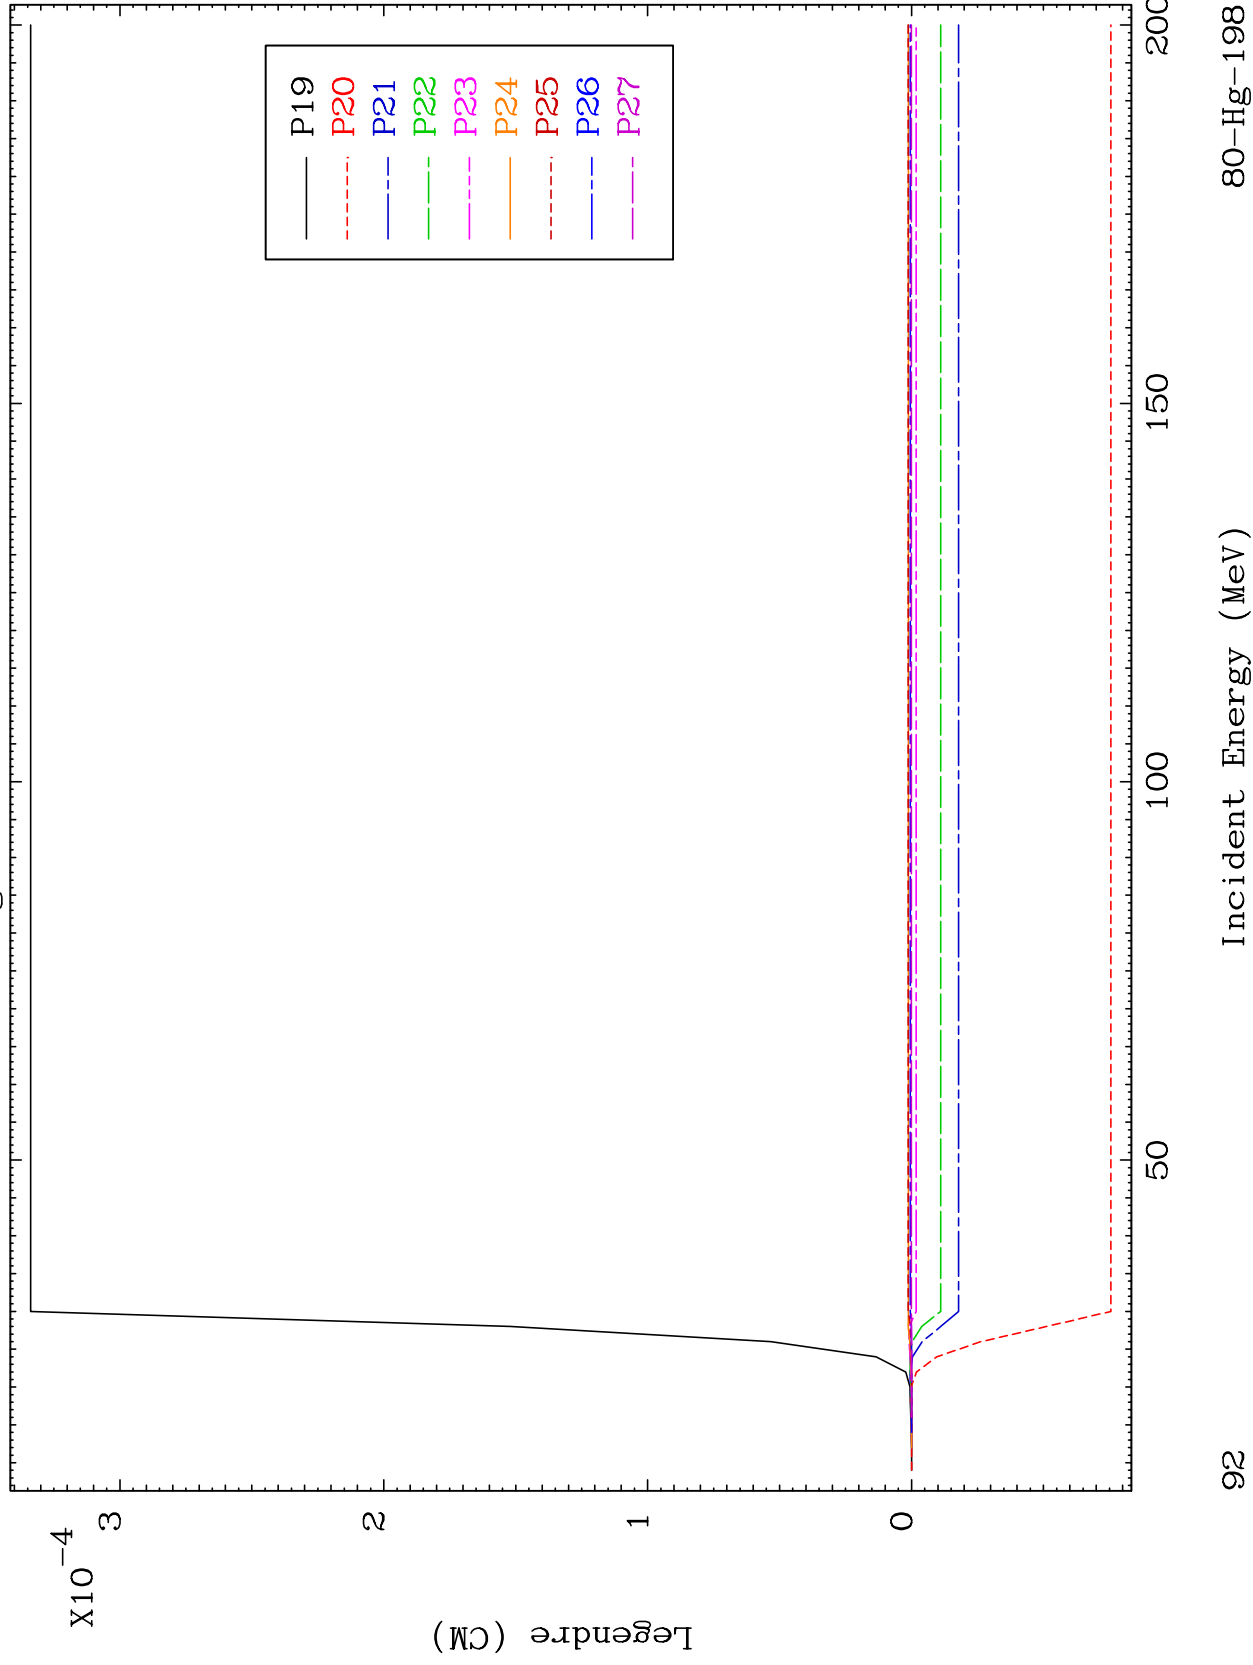 X10
-4
3
2
1
0
Legendre (CM)
P19
P20
P21
P22
P23
P24
P25
P26
P27
50
100
150
200
Incident Energy (MeV)
92
80-Hg-198